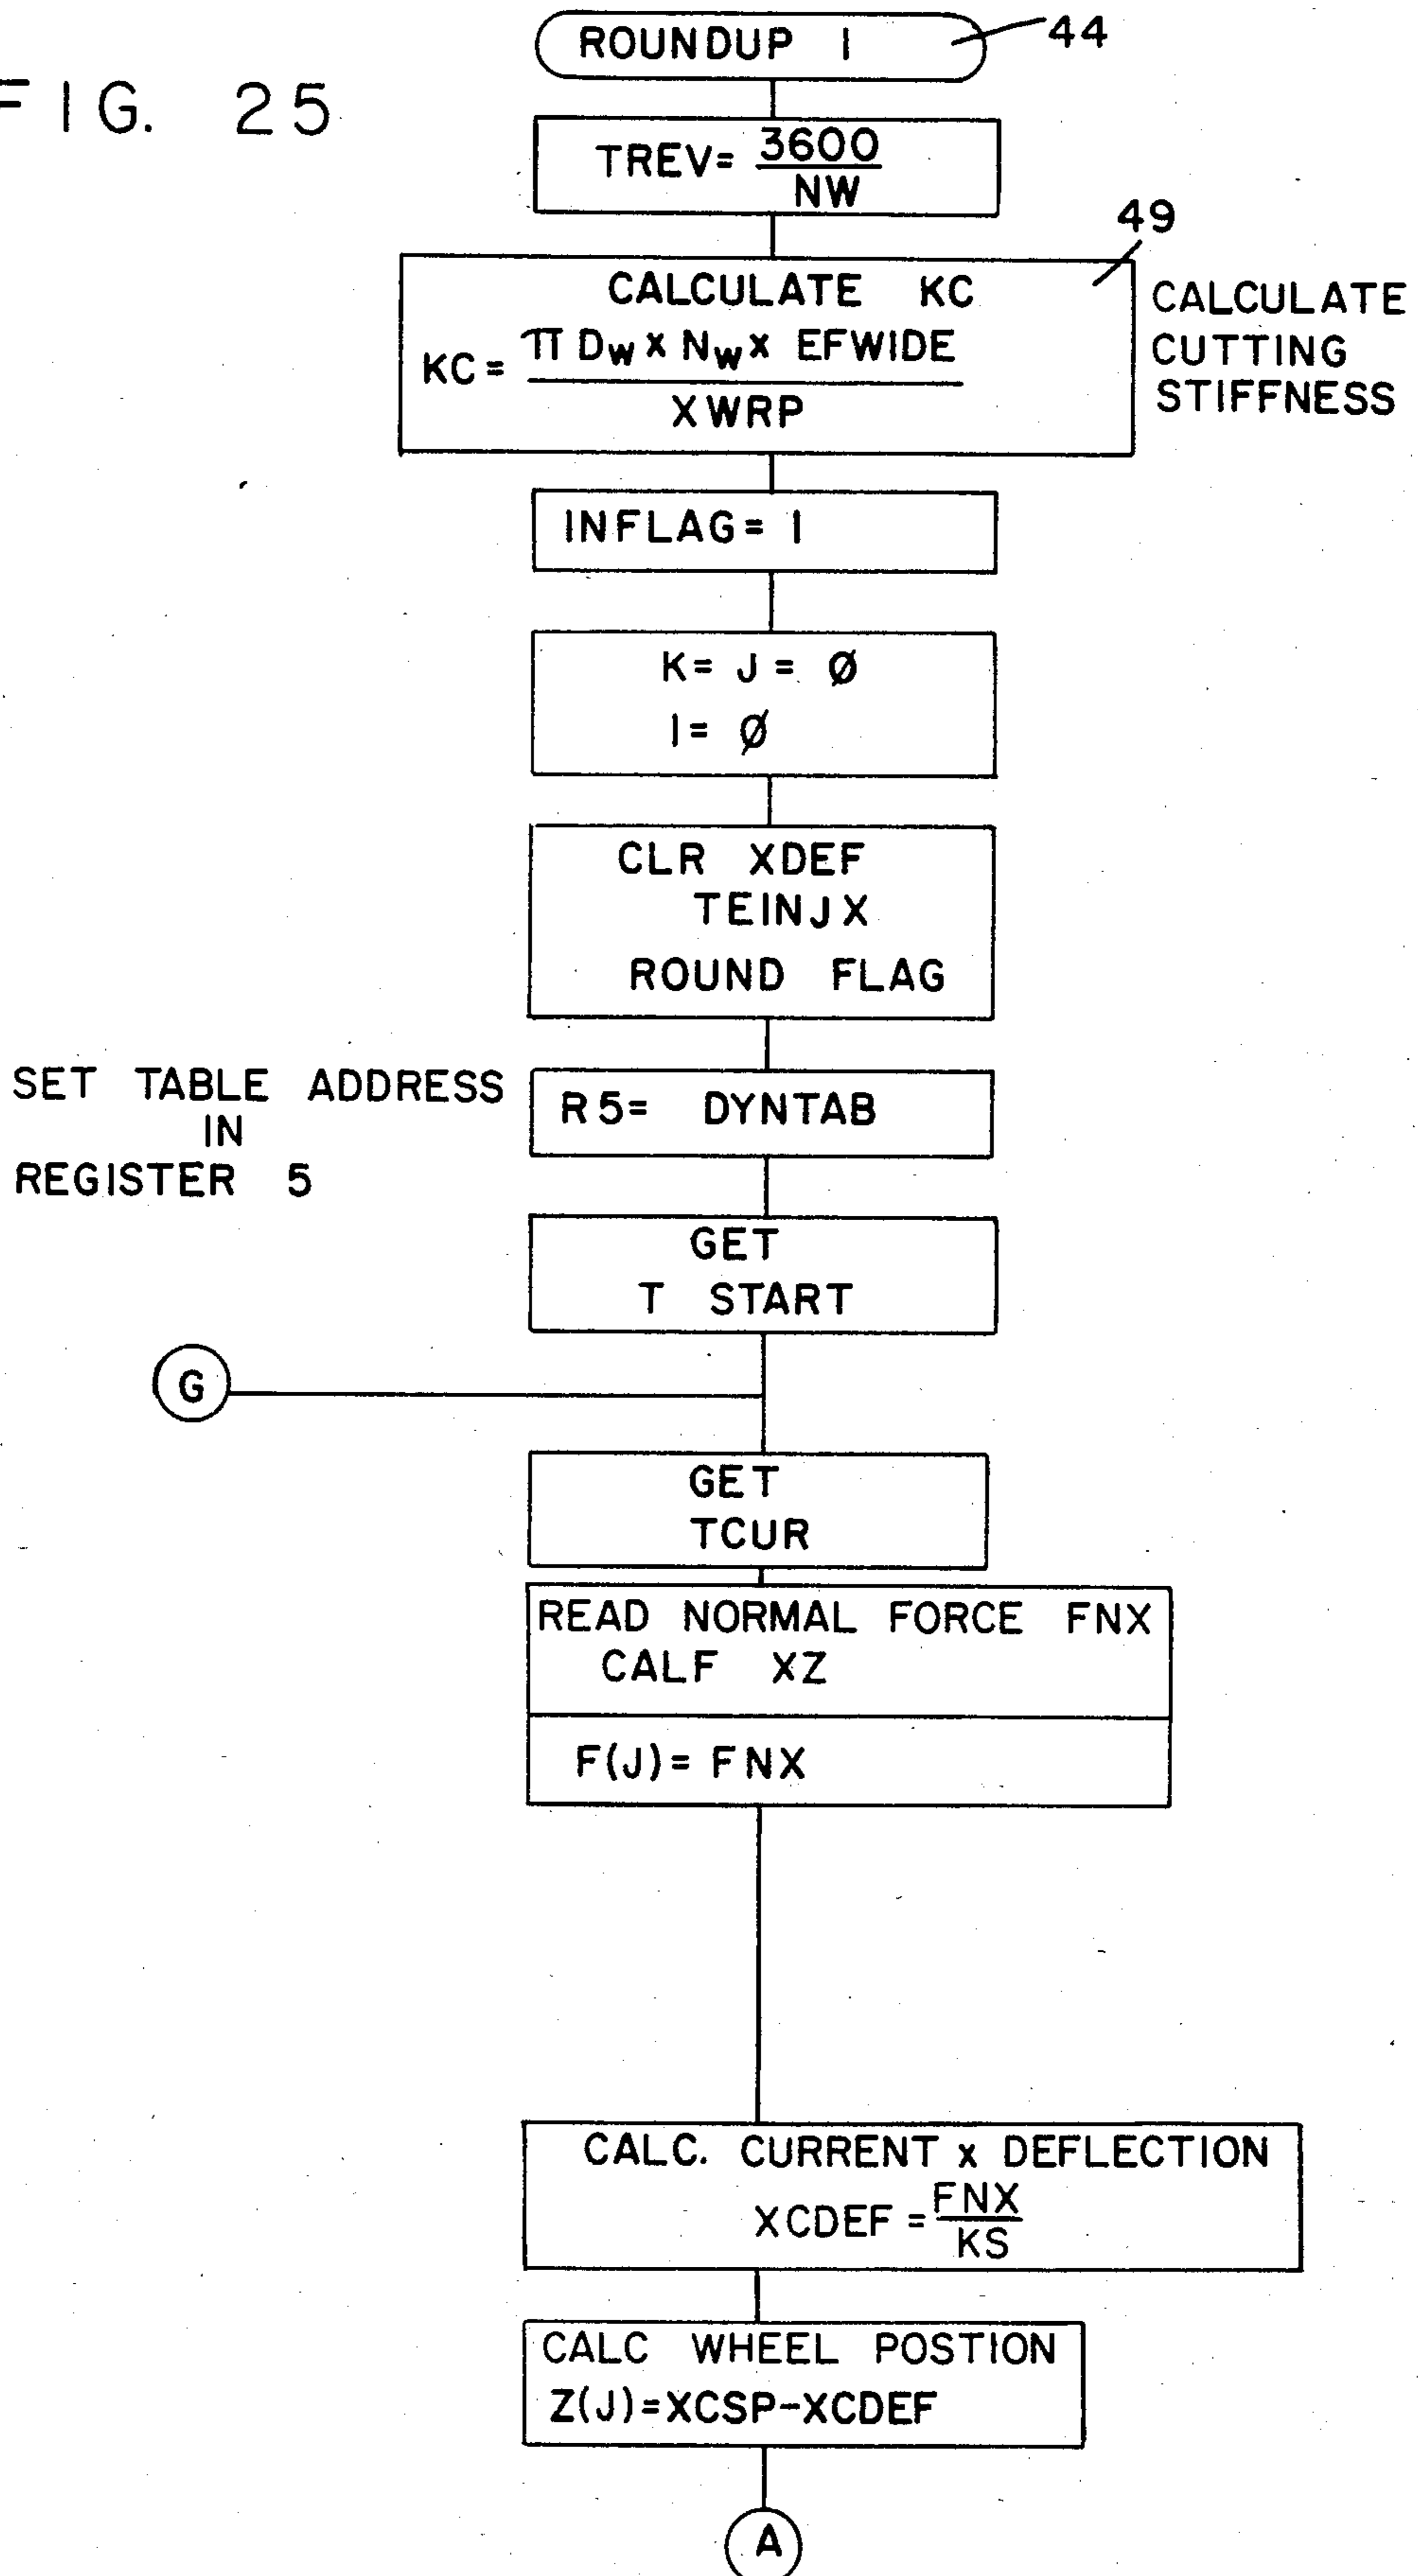 FIG. 25
ROUNDUP 1
44
TREV= 3600
NW
49
CALCULATE KC
KC= π Dw x Nw x EFWIDE
XWRP
CALCULATE
CUTTING
STIFFNESS
INFLAG= 1
K= J= Ø
I= Ø
CLR XDEF
TEINJX
ROUND FLAG
SET TABLE ADDRESS
IN
REGISTER 5
R5= DYNTAB
GET
T START
G
GET
TCUR
READ NORMAL FORCE FNX
CALF XZ
F(J)= FNX
CALC. CURRENT x DEFLECTION
XCDEF = FNX
KS
CALC WHEEL POSTION
Z(J)=XCSP-XCDEF
A